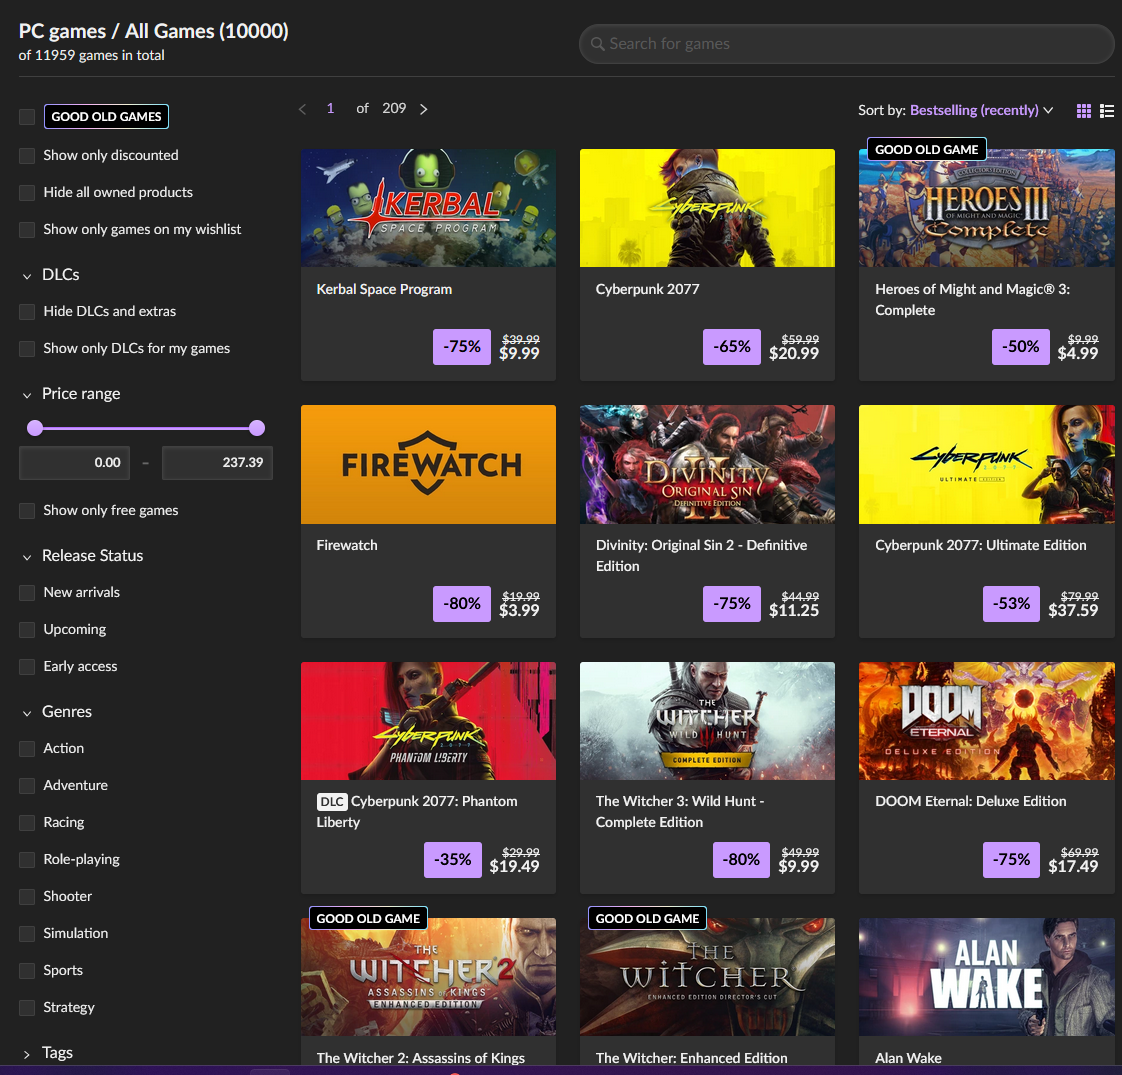 PC games / All Games (10000)
of 11959 games in total
Search for games
GOOD OLD GAMES
Show only discounted
Hide all owned products
Show only games on my wishlist
DLCs
Hide DLCs and extras
Show only DLCs for my games
Price range
0.00 - 237.39
Show only free games
Release Status
New arrivals
Upcoming
Early access
Genres
Action
Adventure
Racing
Role-playing
Shooter
Simulation
Sports
Strategy
Tags
1 of 209
Sort by: Bestselling (recently)
KERBAL
SPACE PROGRAM
Kerbal Space Program
-75%
$39.99
$9.99
CYBERPUNK
Cyberpunk 2077
-65%
$59.99
$20.99
GOOD OLD GAME
COLLECTOR'S EDITION
HEROES III
OF MIGHT AND MAGIC
Complete
Heroes of Might and Magic® 3:
Complete
-50%
$9.99
$4.99
FIREWATCH
Firewatch
-80%
$19.99
$3.99
DIVINITY
ORIGINAL SIN
II
DEFINITIVE EDITION
Divinity: Original Sin 2 - Definitive
Edition
-75%
$44.99
$11.25
CYBERPUNK
2077
ULTIMATE EDITION
Cyberpunk 2077: Ultimate Edition
-53%
$79.99
$37.59
CYBERPUNK
2077
PHANTOM LIBERTY
DLC Cyberpunk 2077: Phantom
Liberty
-35%
$29.99
$19.49
THE
WITCHER
WILD HUNT
COMPLETE EDITION
The Witcher 3: Wild Hunt -
Complete Edition
-80%
$49.99
$9.99
DOOM
ETERNAL
DELUXE EDITION
DOOM Eternal: Deluxe Edition
-75%
$69.99
$17.49
GOOD OLD GAME
THE
WITCHER 2
ASSASSINS OF KINGS
ENHANCED EDITION
The Witcher 2: Assassins of Kings
GOOD OLD GAME
THE
WITCHER
ENHANCED EDITION DIRECTOR'S CUT
The Witcher: Enhanced Edition
ALAN
WAKE
Alan Wake